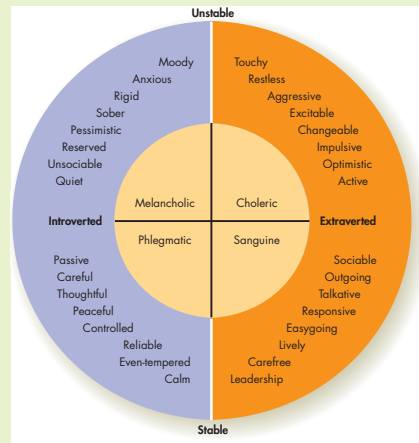 Unstable
Moody
Anxious
Rigid
Sober
Pessimistic
Reserved
Unsociable
Quiet
Touchy
Restless
Aggressive
Excitable
Changeable
Impulsive
Optimistic
Active
Melancholic
Choleric
Introverted
Extraverted
Phlegmatic
Sanguine
Passive
Careful
Thoughtful
Peaceful
Controlled
Reliable
Even-tempered
Calm
Sociable
Outgoing
Talkative
Responsive
Easygoing
Lively
Carefree
Leadership
Stable